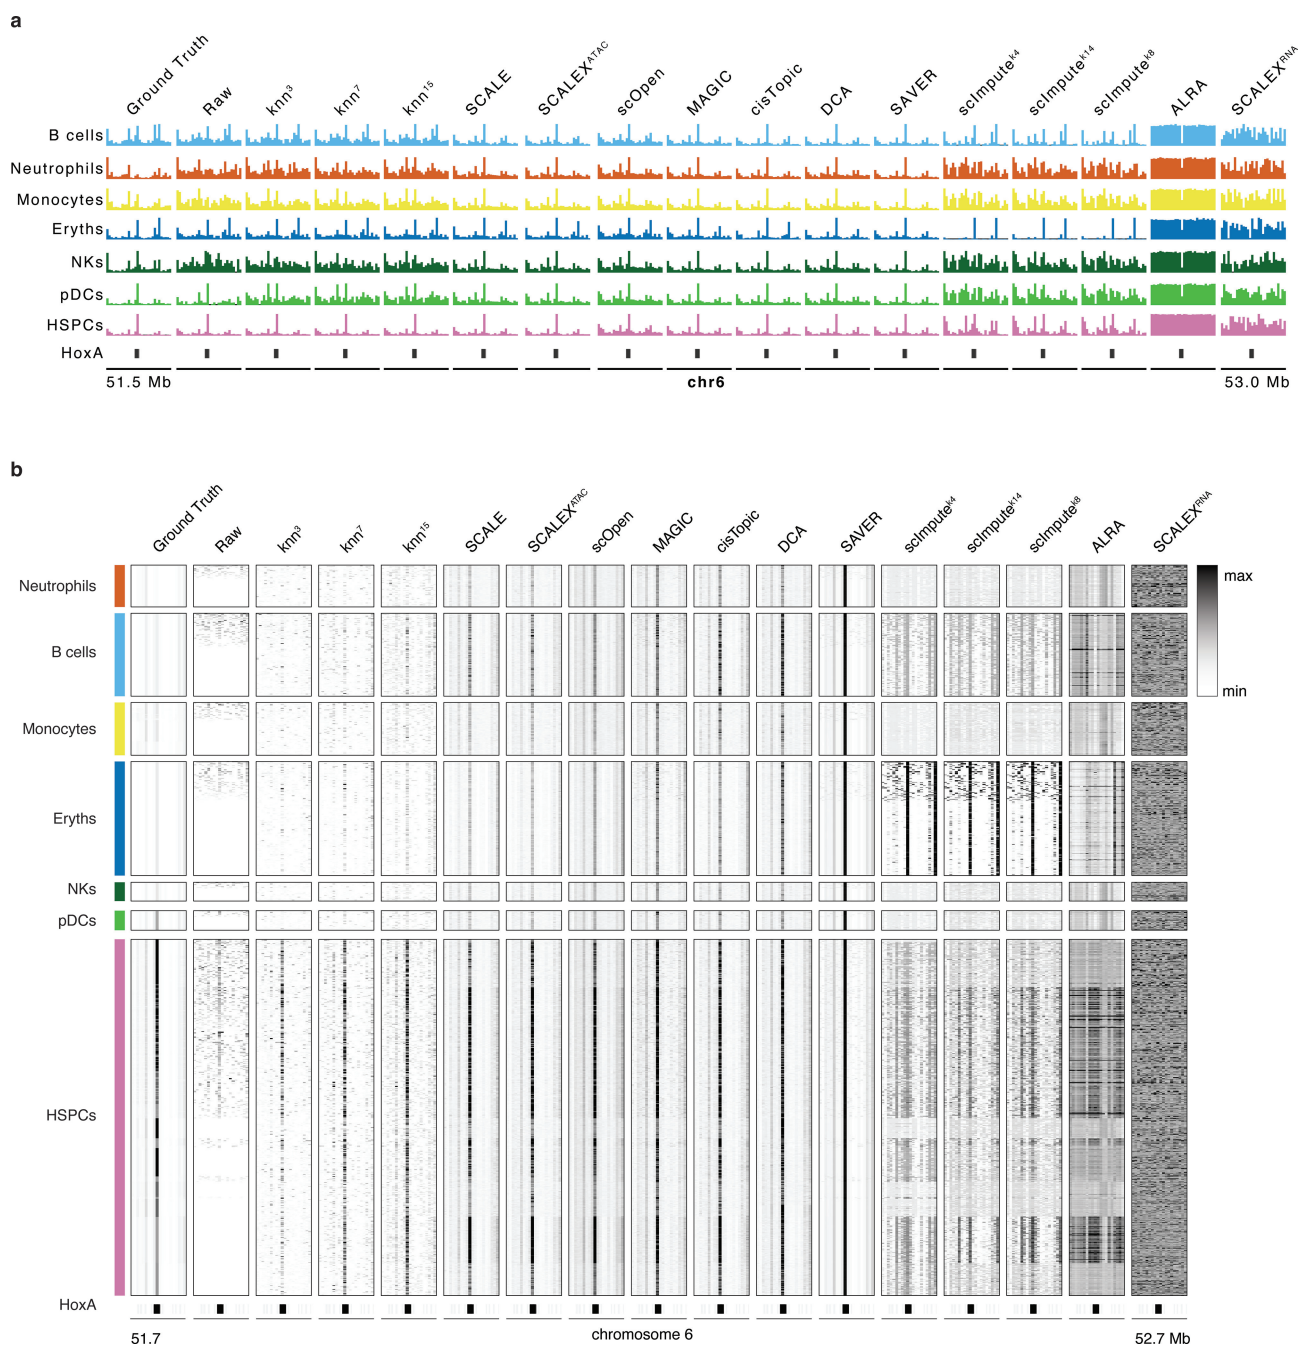 a
Ground Truth Raw knn3 knn7 knn15 SCALE SCALEXATAC scOpen MAGIC cisTopic DCA SAVER scImputek4 scImputek14 scImputek8 ALRA SCALEXRNA
B cells
Neutrophils
Monocytes
Eryths
NKs
pDCs
HSPCs
HoxA
51.5 Mb chr6 53.0 Mb
b
Ground Truth Raw knn3 knn7 knn15 SCALE SCALEXATAC scOpen MAGIC cisTopic DCA SAVER scImputek4 scImputek14 scImputek8 ALRA SCALEXRNA
Neutrophils max
B cells
min
Monocytes
Eryths
NKs
pDCs
HSPCs
HoxA
51.7 chromosome 6 52.7 Mb